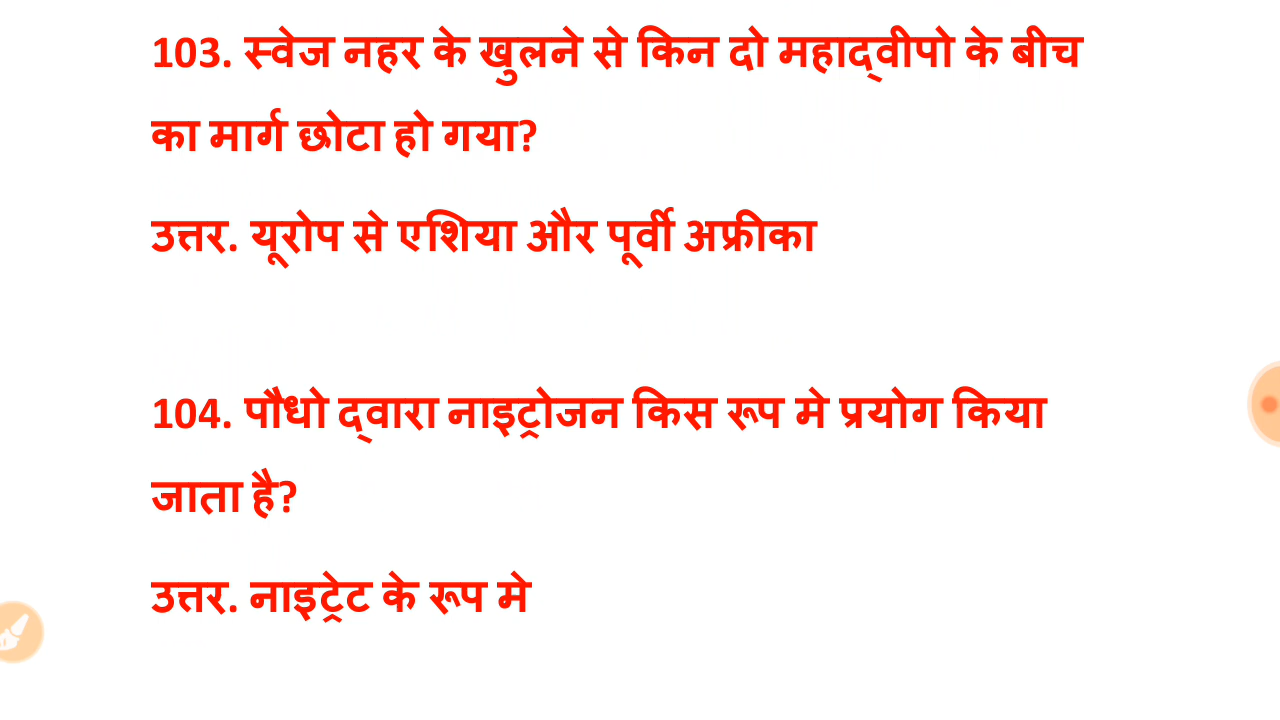 103. स्वेज नहर के खुलने से किन दो महाद्वीपो के बीच
का मार्ग छोटा हो गया?
उत्तर. यूरोप से एशिया और पूर्वी अफ्रीका
104. पौधो द्वारा नाइट्रोजन किस रूप मे प्रयोग किया
जाता है?
उत्तर. नाइट्रेट के रूप मे